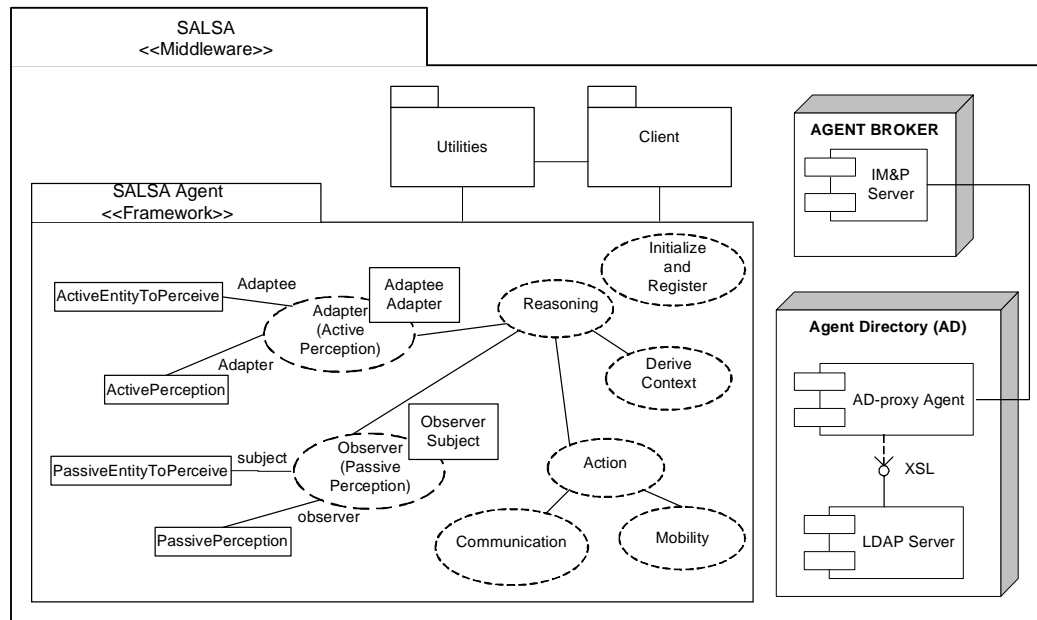 SALSA
<<Middleware>>
Utilities
Client
AGENT BROKER
IM&P
Server
SALSA Agent
<<Framework>>
Initialize
and
Register
Adaptee
ActiveEntityToPerceive
Adaptee
Adapter
Adapter
(Active
Perception)
Reasoning
Adapter
ActivePerception
Derive
Context
Agent Directory (AD)
AD-proxy Agent
Observer
Subject
Observer
(Passive
Perception)
subject
PassiveEntityToPerceive
observer
PassivePerception
Action
Communication
Mobility
XSL
LDAP Server